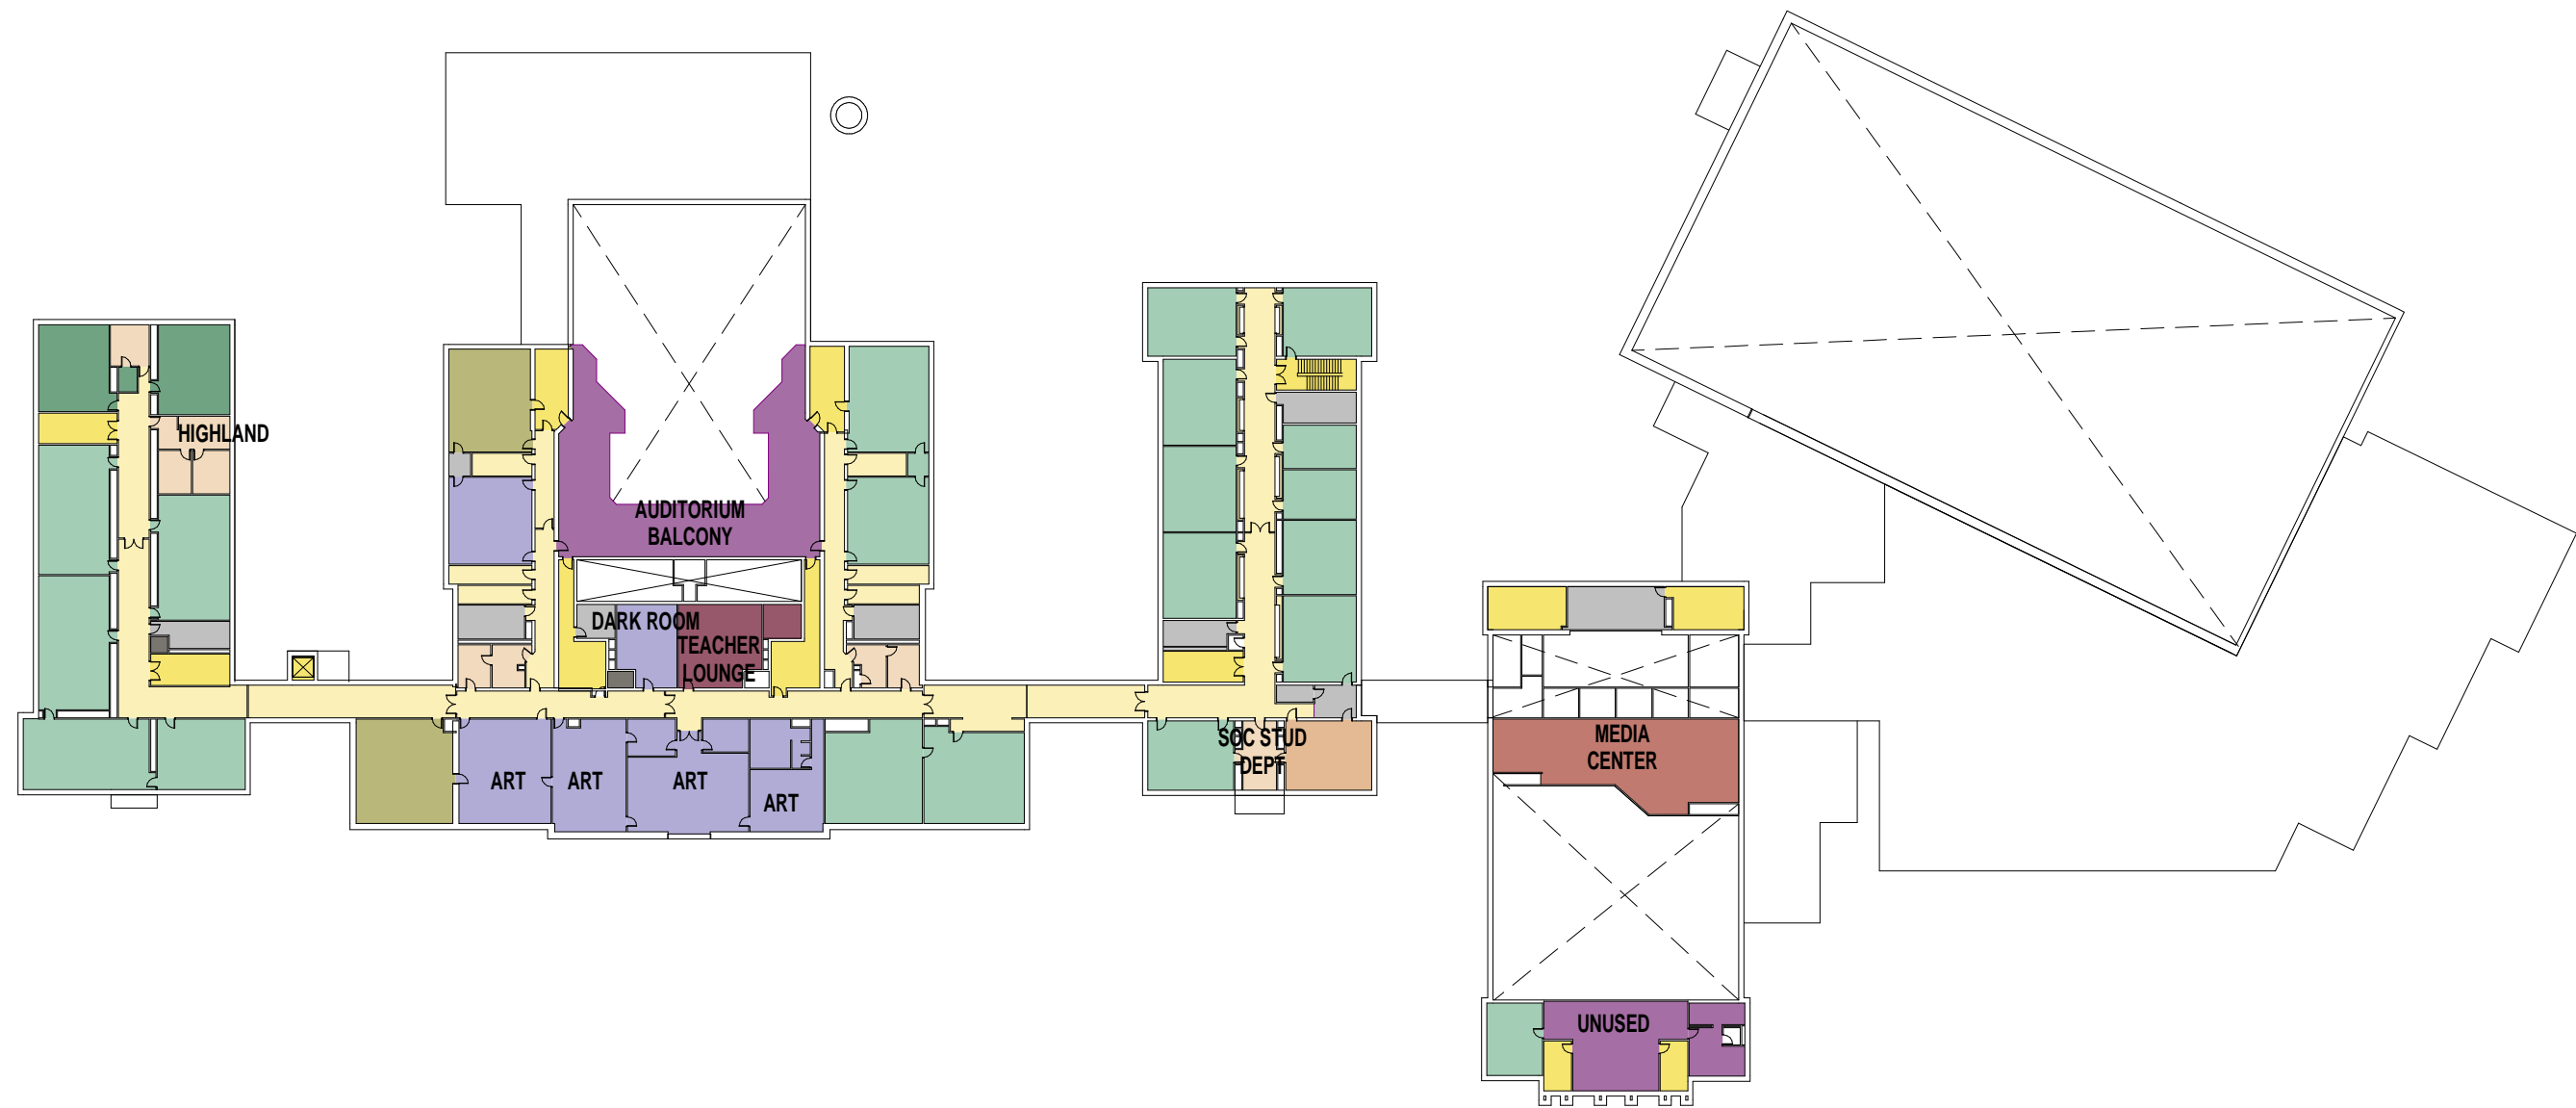 HIGHLAND
AUDITORIUM
BALCONY
DARK ROOM
TEACHER
LOUNGE
ART
ART
ART
ART
SOC STUD
DEPT
MEDIA
CENTER
UNUSED